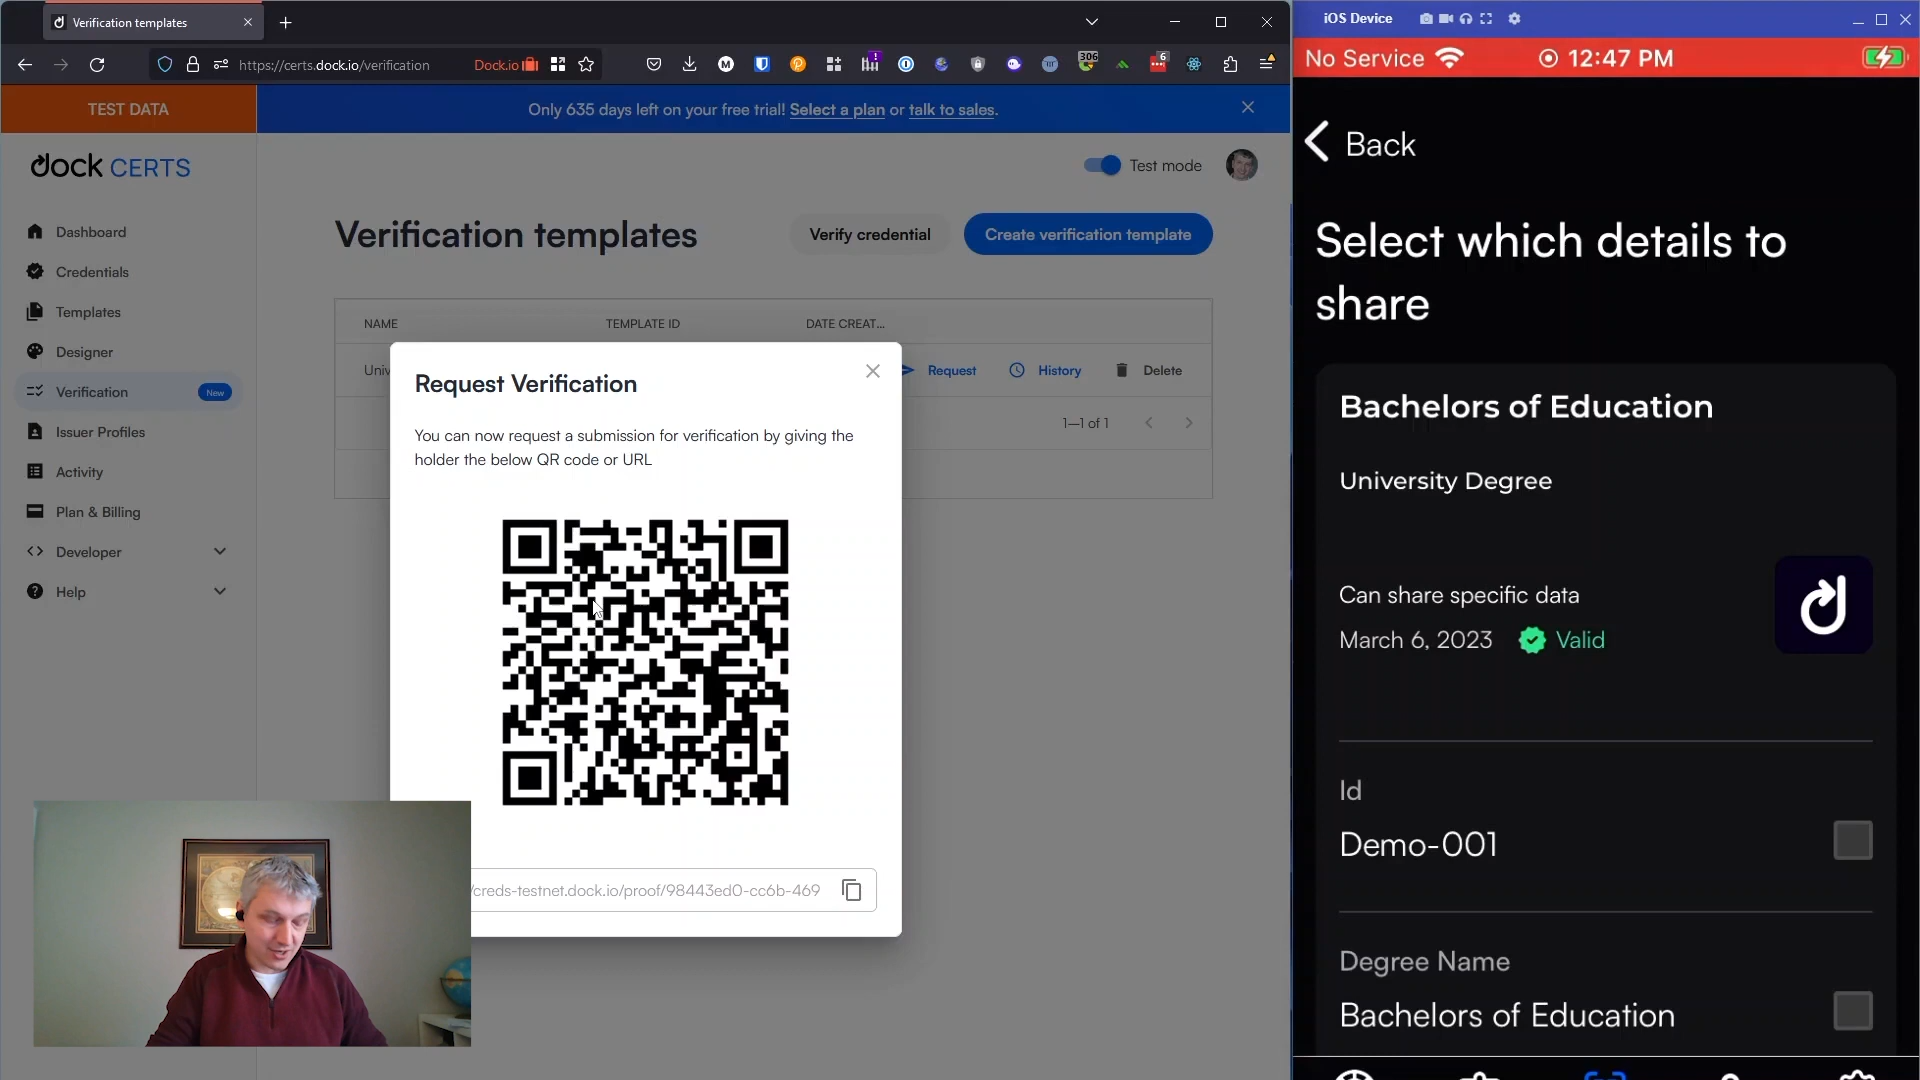 Verification templates
https://certs.dock.io/verification
Dock.io
1
306
6
TEST DATA
Only 635 days left on your free trial! Select a plan or talk to sales.
dock CERTS
Test mode
Dashboard
Credentials
Templates
Designer
Verification
New
Issuer Profiles
Activity
Plan & Billing
Developer
Help
Verification templates
Verify credential
Create verification template
NAME
TEMPLATE ID
DATE CREAT...
Univ
Request
History
Delete
1–1 of 1
Request Verification
You can now request a submission for verification by giving the
holder the below QR code or URL
/creds-testnet.dock.io/proof/98443ed0-cc6b-469
iOS Device
No Service
12:47 PM
Back
Select which details to
share
Bachelors of Education
University Degree
Can share specific data
March 6, 2023
Valid
Id
Demo-001
Degree Name
Bachelors of Education